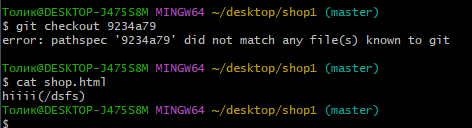 Толик@DESKTOP-J475S8M MINGW64 ~/desktop/shop1 (master)
$ git checkout 9234a79
error: pathspec '9234a79' did not match any file(s) known to git
Толик@DESKTOP-J475S8M MINGW64 ~/desktop/shop1 (master)
$ cat shop.html
hiiii(/dsfs)
Толик@DESKTOP-J475S8M MINGW64 ~/desktop/shop1 (master)
$